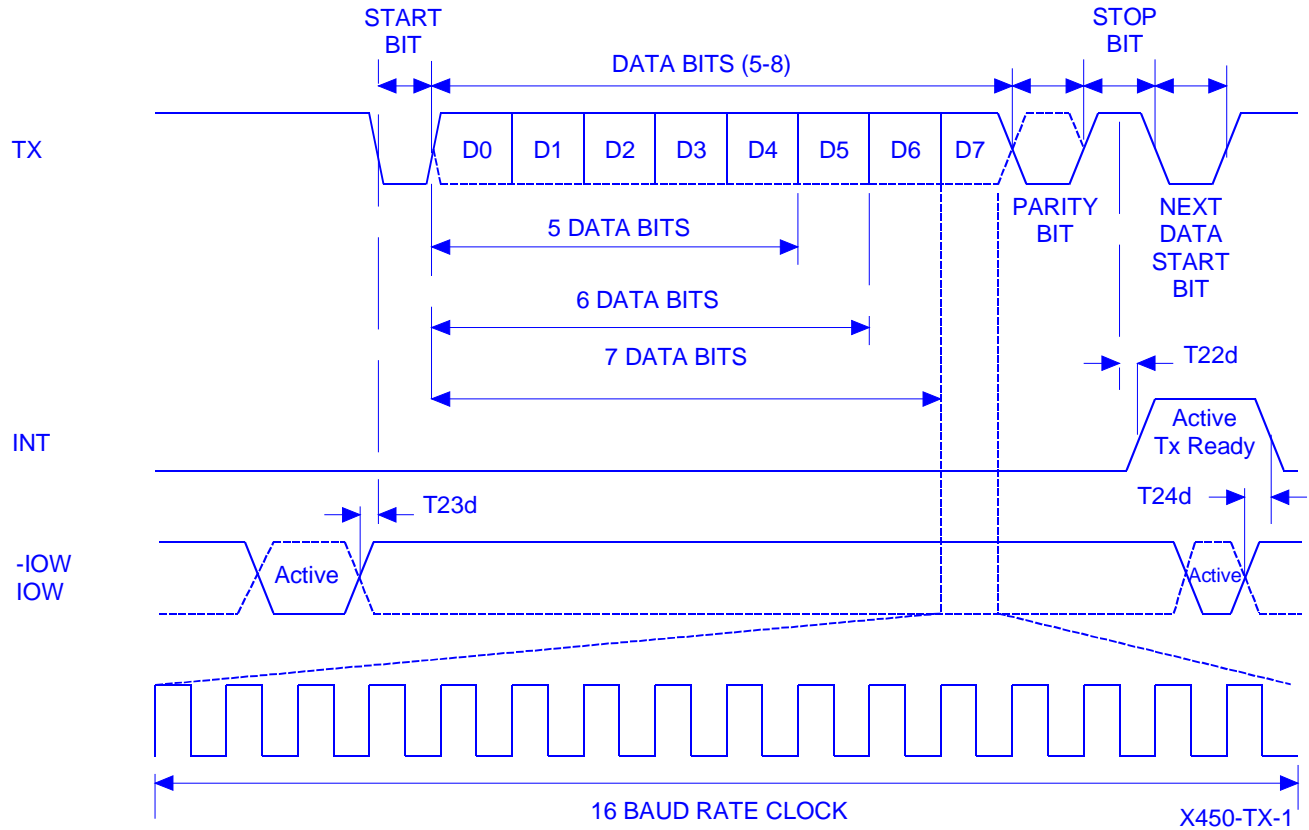 START
BIT
STOP
BIT
DATA BITS (5-8)
TX
D0 D1 D2 D3 D4 D5 D6 D7
PARITY
BIT
NEXT
DATA
START
BIT
5 DATA BITS
6 DATA BITS
7 DATA BITS
T22d
INT
Active
Tx Ready
T23d
T24d
-IOW
IOW
Active
Active
16 BAUD RATE CLOCK
X450-TX-1